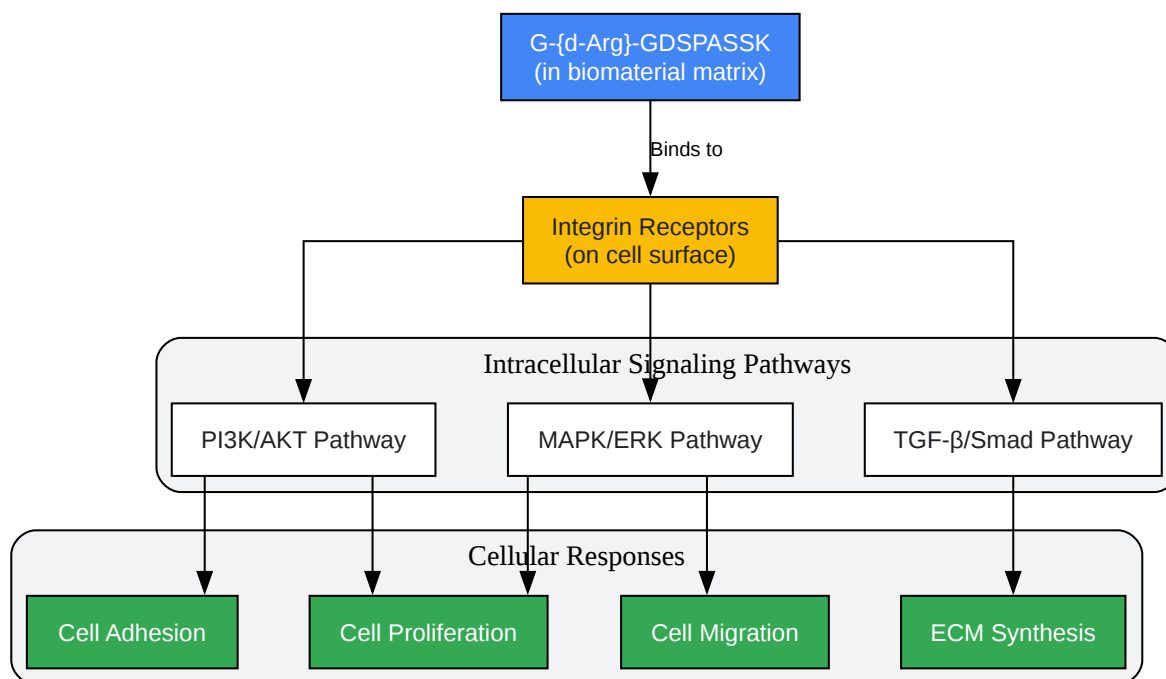 G-{d-Arg}-GDSPASSK
(in biomaterial matrix)
Binds to
Integrin Receptors
(on cell surface)
Intracellular Signaling Pathways
PI3K/AKT Pathway
MAPK/ERK Pathway
TGF-β/Smad Pathway
Cellular Responses
Cell Adhesion
Cell Proliferation
Cell Migration
ECM Synthesis